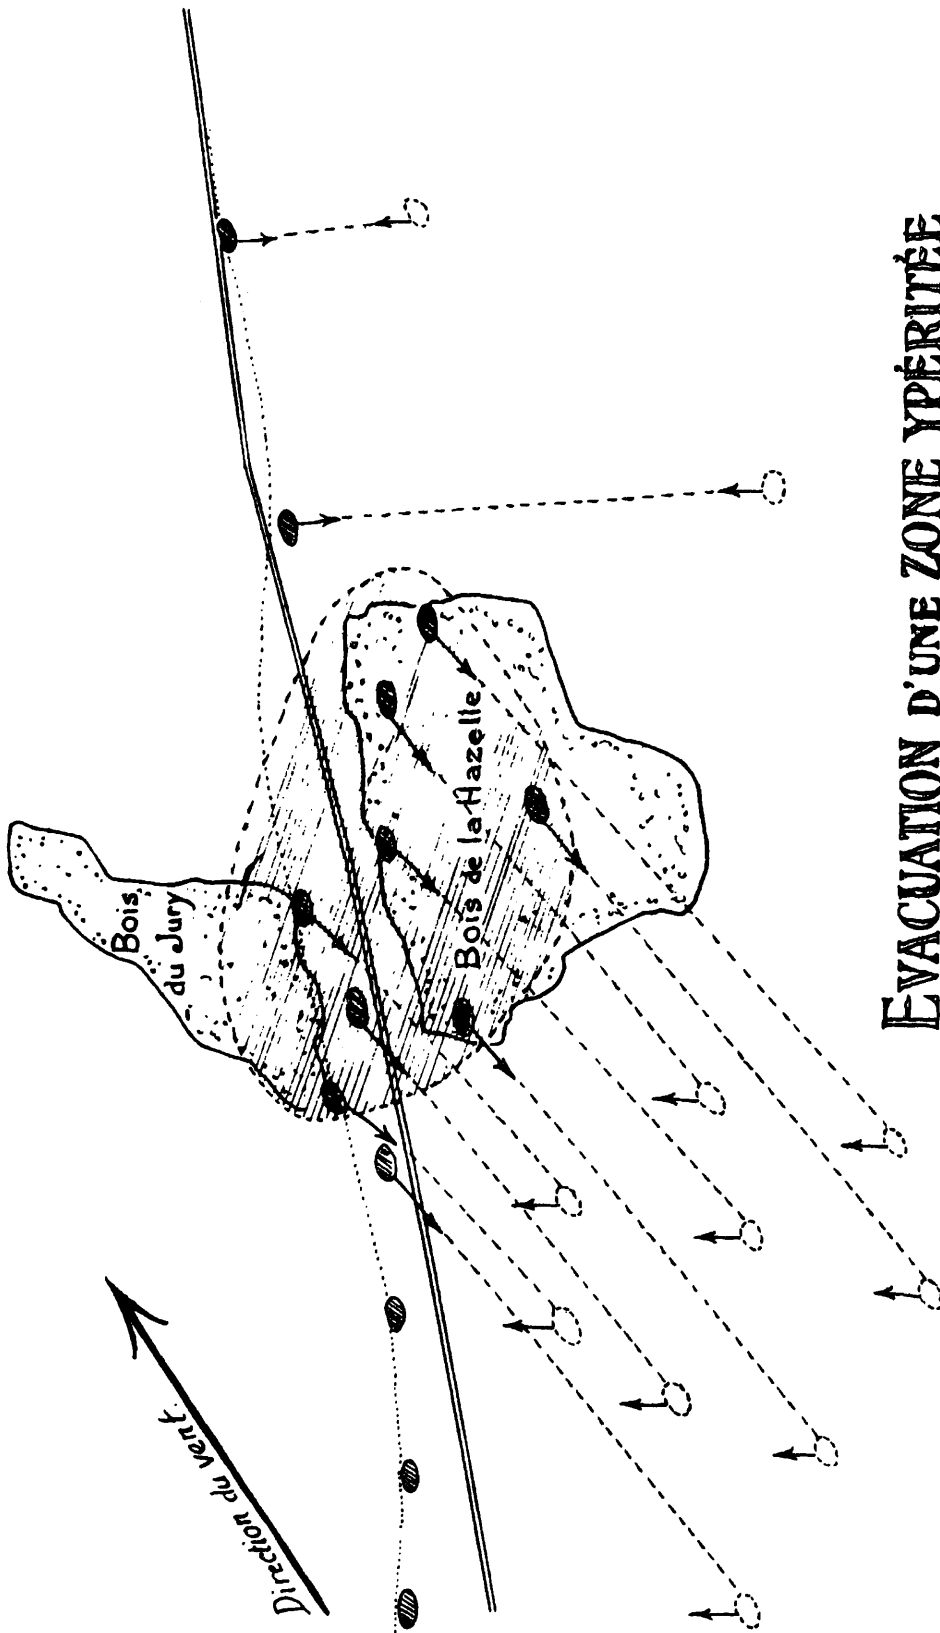 Direction du vent.
Bois
du Jury
Bois de la Hazelle
EVACUATION D'UNE ZONE YPÉRITÉE